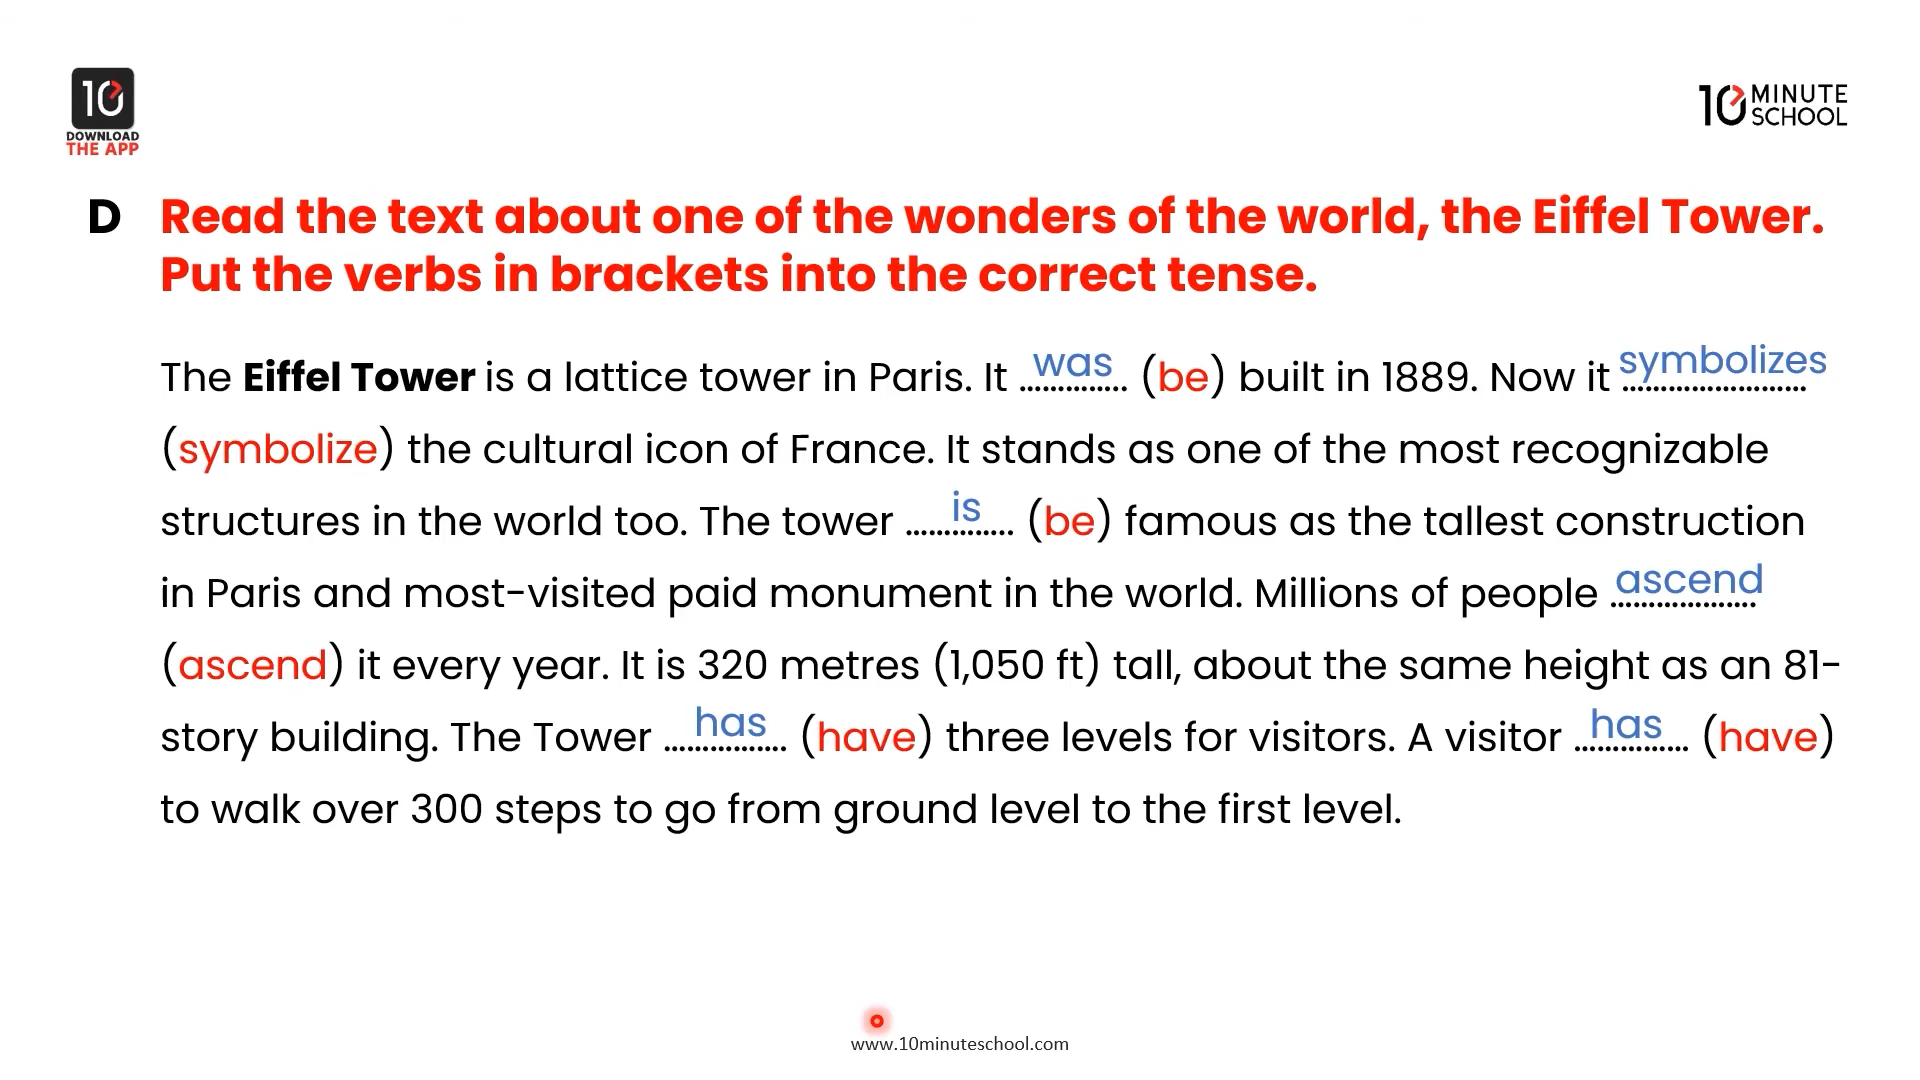 10
DOWNLOAD
THE APP
10 MINUTE
SCHOOL
D Read the text about one of the wonders of the world, the Eiffel Tower.
Put the verbs in brackets into the correct tense.
The Eiffel Tower is a lattice tower in Paris. It was (be) built in 1889. Now it symbolizes
(symbolize) the cultural icon of France. It stands as one of the most recognizable
structures in the world too. The tower is (be) famous as the tallest construction
in Paris and most-visited paid monument in the world. Millions of people ascend
(ascend) it every year. It is 320 metres (1,050 ft) tall, about the same height as an 81-
story building. The Tower has (have) three levels for visitors. A visitor has (have)
to walk over 300 steps to go from ground level to the first level.
www.10minuteschool.com